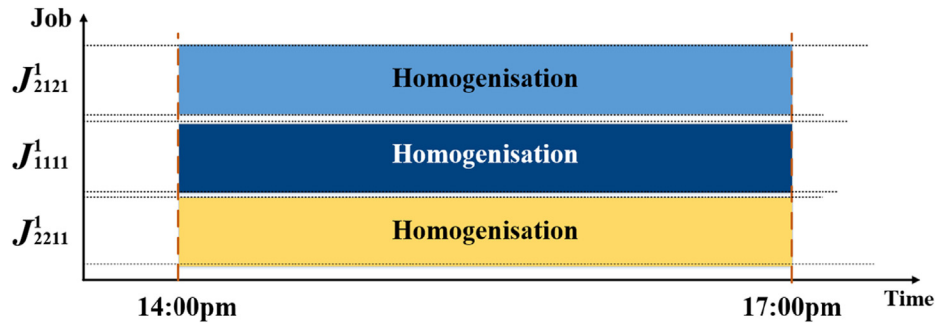 Job
J¹₂₁₂₁ Homogenisation
J¹₁₁₁₁ Homogenisation
J¹₂₂₁₁ Homogenisation
14:00pm 17:00pm Time